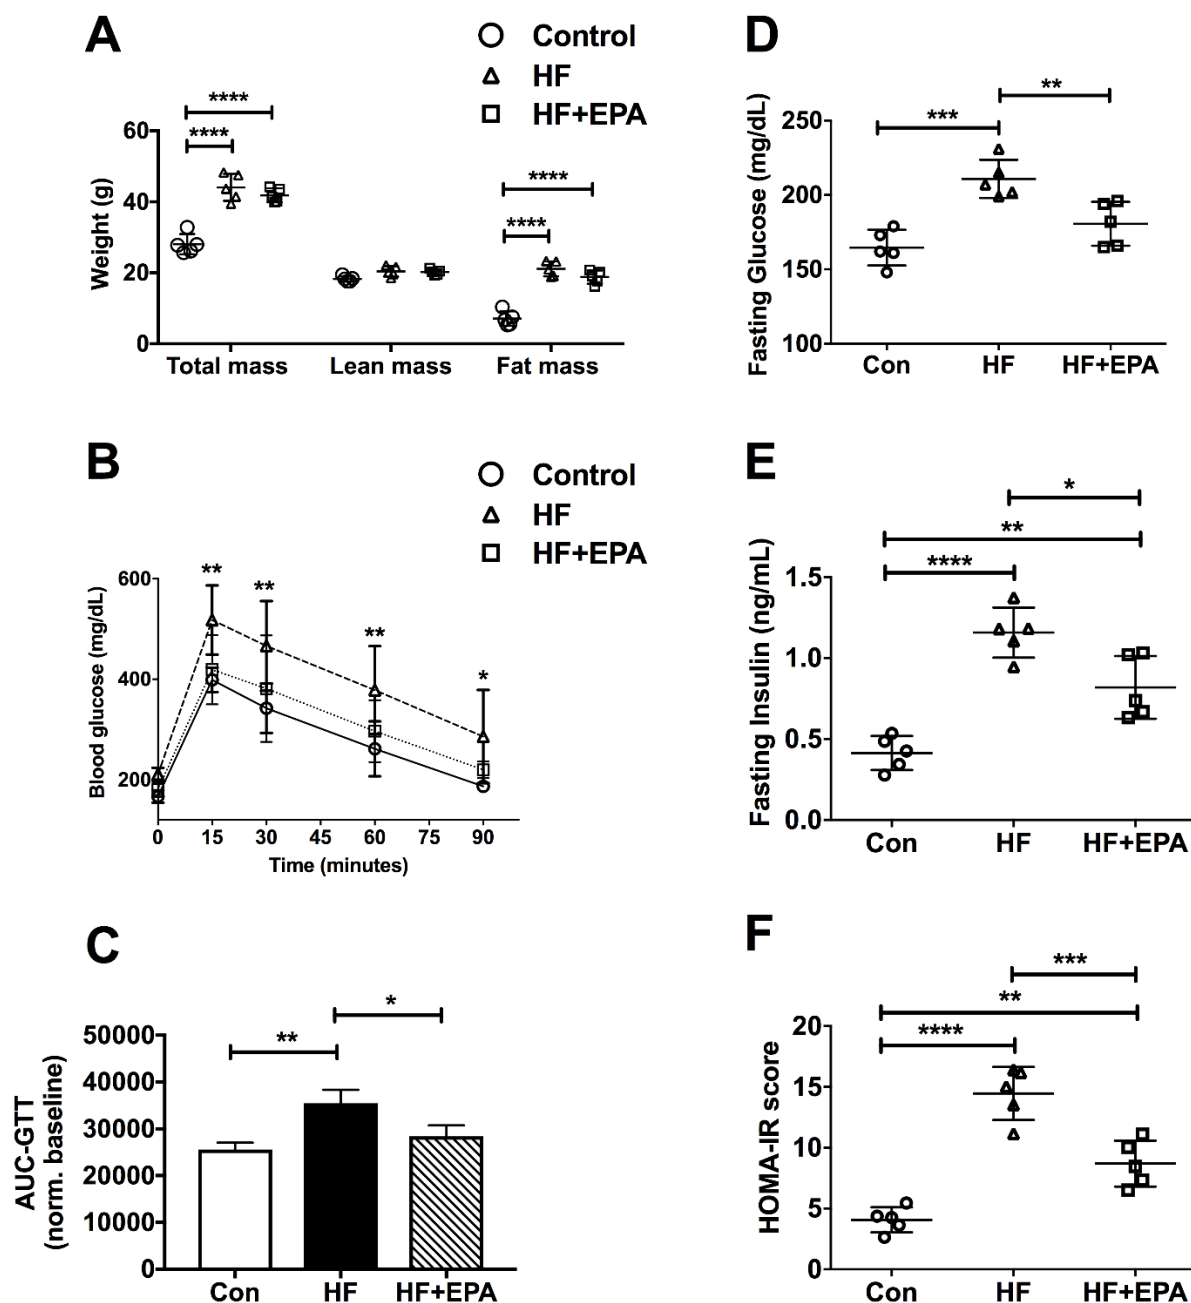 A
Control
HF
HF+EPA
****
****
****
****
Weight (g)
60
40
20
0
Total mass
Lean mass
Fat mass
B
Control
HF
HF+EPA
**
**
**
*
Blood glucose (mg/dL)
600
400
200
0
15
30
45
60
75
90
Time (minutes)
C
*
**
AUC-GTT
(norm. baseline)
50000
40000
30000
20000
10000
0
Con
HF
HF+EPA
D
**
***
Fasting Glucose (mg/dL)
250
200
150
100
Con
HF
HF+EPA
E
*
**
****
Fasting Insulin (ng/mL)
1.5
1.0
0.5
0.0
Con
HF
HF+EPA
F
***
**
****
HOMA-IR score
20
15
10
5
0
Con
HF
HF+EPA